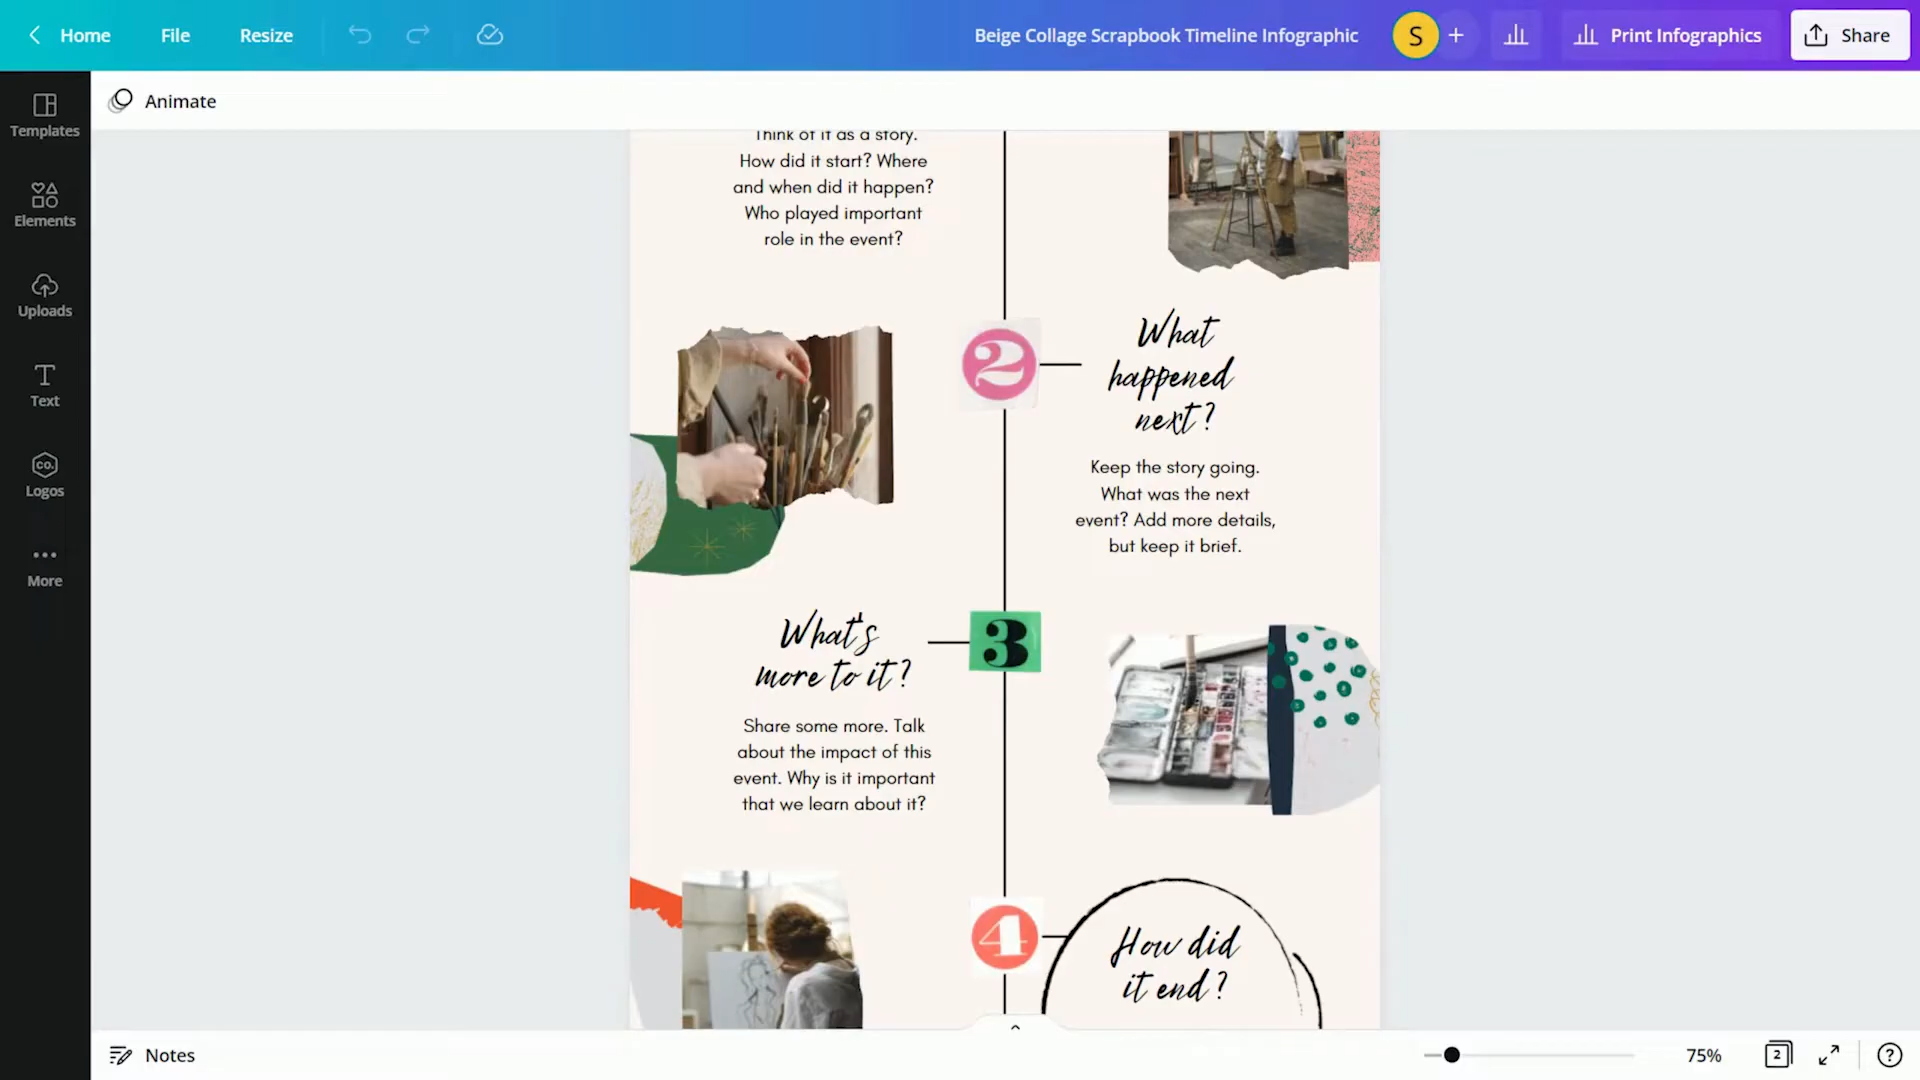 Home
File
Resize
Beige Collage Scrapbook Timeline Infographic
S
Print Infographics
Share
Templates
Elements
Uploads
Text
CO.
Logos
More
Animate
Think of it as a story.
How did it start? Where
and when did it happen?
Who played important
role in the event?
2
What
happened
next?
Keep the story going.
What was the next
event? Add more details,
but keep it brief.
What's
more to it?
3
Share some more. Talk
about the impact of this
event. Why is it important
that we learn about it?
4
How did
it end?
Notes
75%
2
?